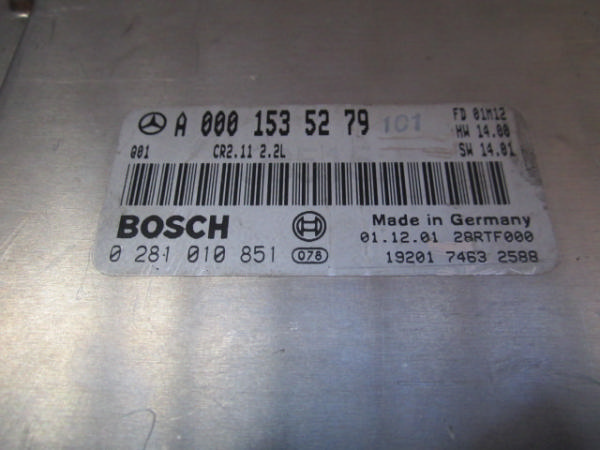 A 000 153 52 79 101 FD 01M12
HW 14.00
001 CR2.11 2.2L SW 14.01
BOSCH Made in Germany
01.12.01 28RTF000
0 281 010 851 078 19201 7463 2588